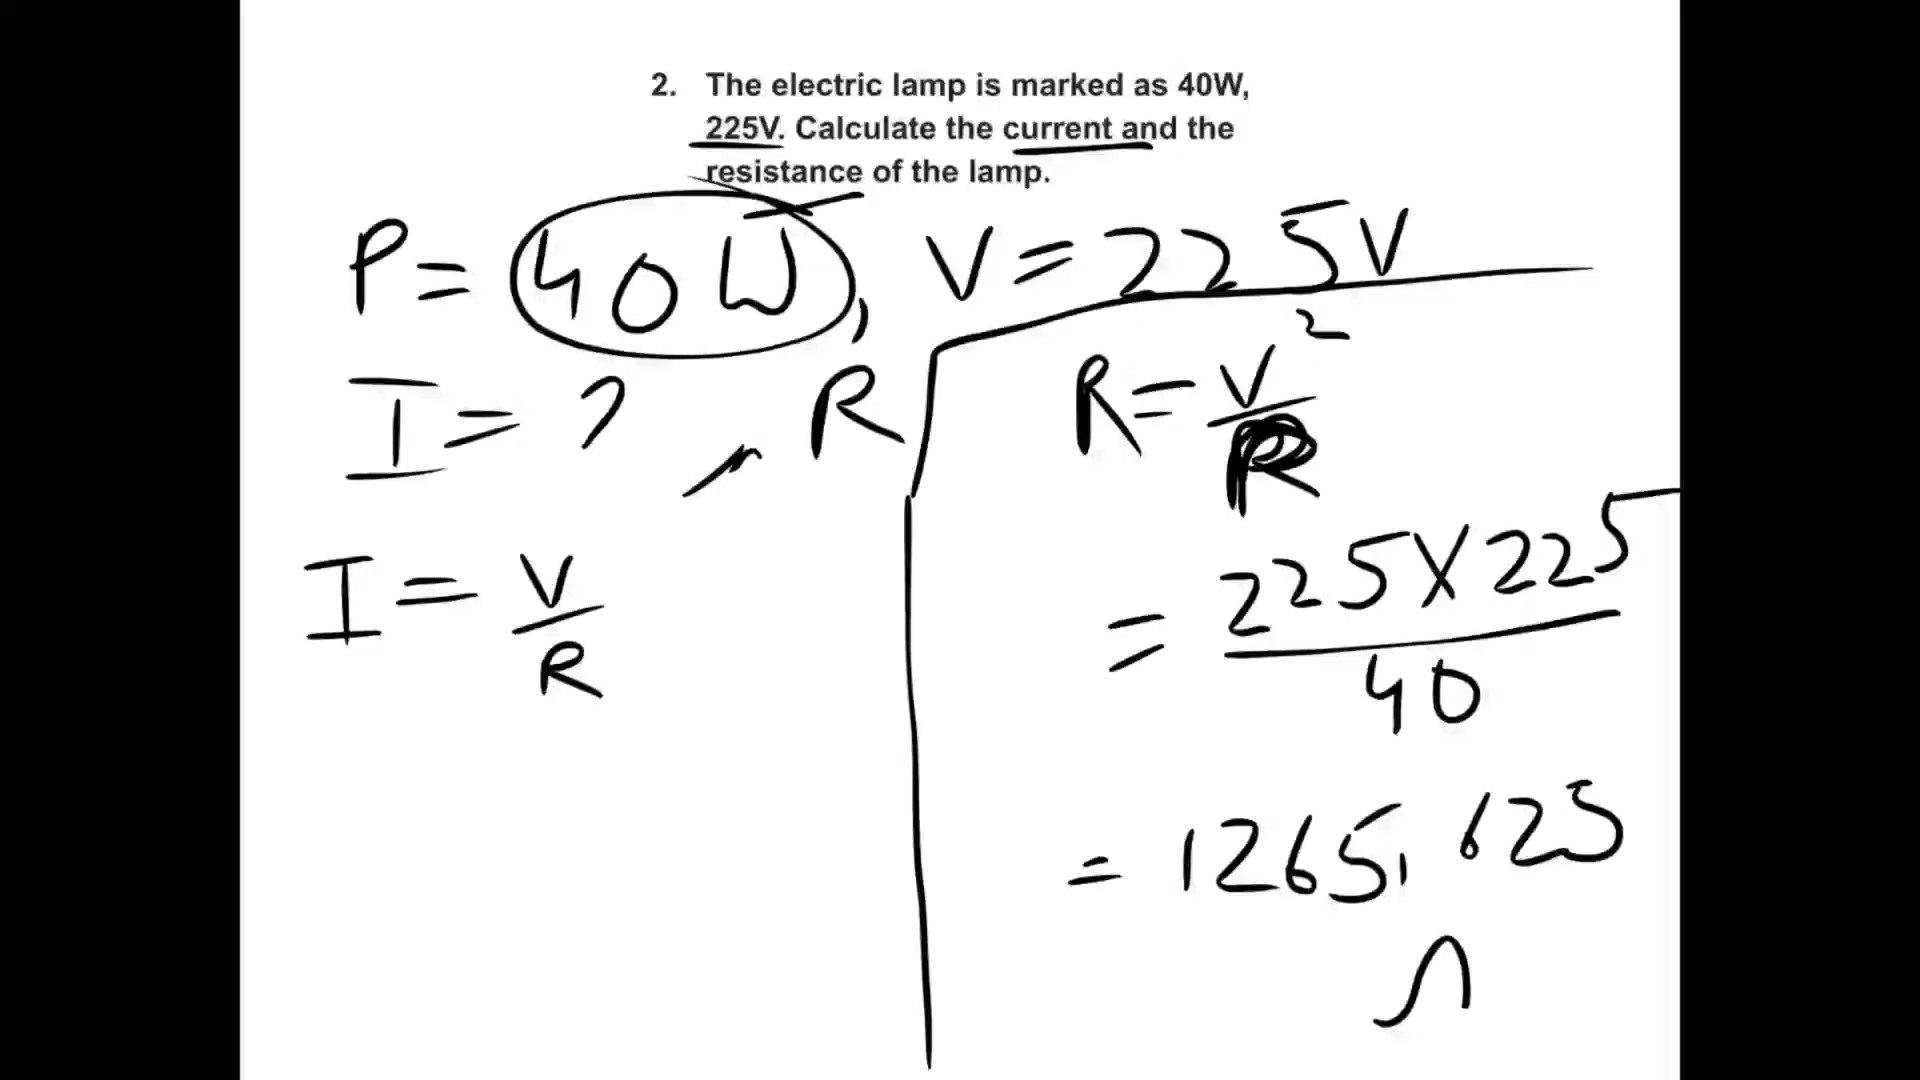 2. The electric lamp is marked as 40W,
225V. Calculate the current and the
resistance of the lamp.
P = 40W, V = 225V
I = ? , R
I = V/R
R = V²/P
= 225 X 225 / 40
= 1265.625
Ω